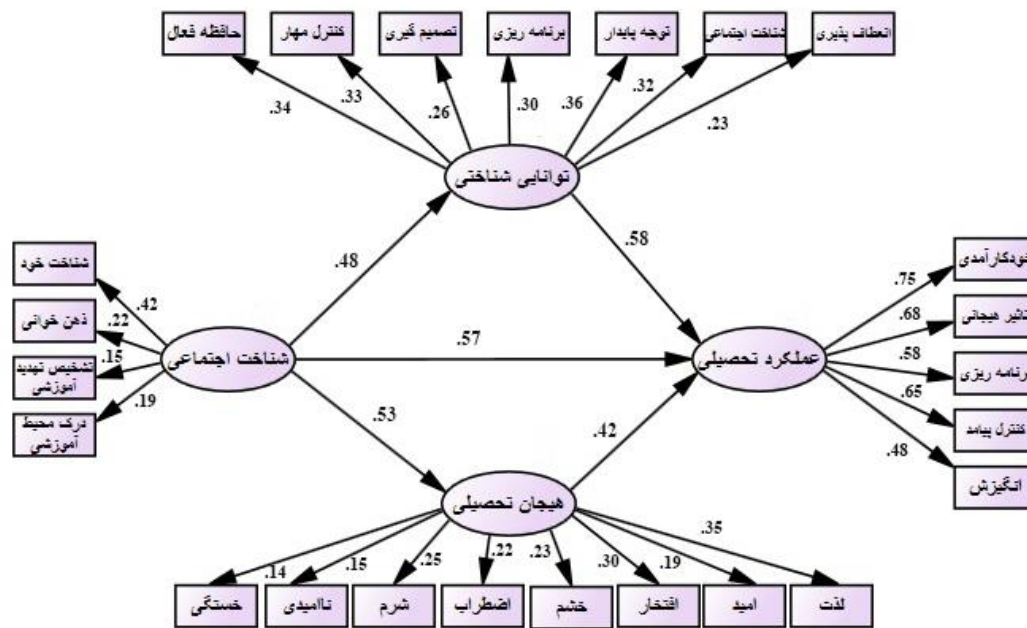 حافظه فعال
کنترل مهار
تصمیم گیری
برنامه ریزی
توجه پایدار
شناخت اجتماعی
انعطاف پذیری
.34
.33
.26
.30
.36
.32
.23
توانایی شناختی
.48
.58
شناخت خود
ذهن خوانی
تشخیص تهدید
آموزشی
درک محیط
آموزشی
.42
.22
.15
.19
شناخت اجتماعی
.57
عملکرد تحصیلی
.75
.68
.58
.65
.48
خودکارآمدی
تاثیر هیجانی
برنامه ریزی
کنترل پیامد
انگیزش
.53
.42
هیجان تحصیلی
.14
.15
.25
.22
.23
.30
.19
.35
خستگی
ناامیدی
شرم
اضطراب
خشم
افتخار
امید
لذت